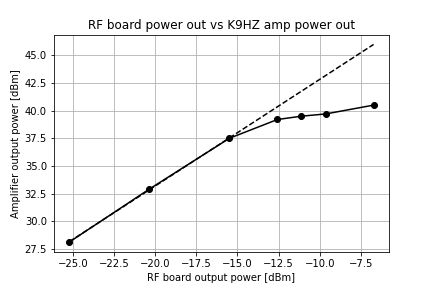 RF board power out vs K9HZ amp power out
45.0
42.5
40.0
37.5
35.0
32.5
30.0
27.5
Amplifier output power [dBm]
−25.0 −22.5 −20.0 −17.5 −15.0 −12.5 −10.0 −7.5
RF board output power [dBm]